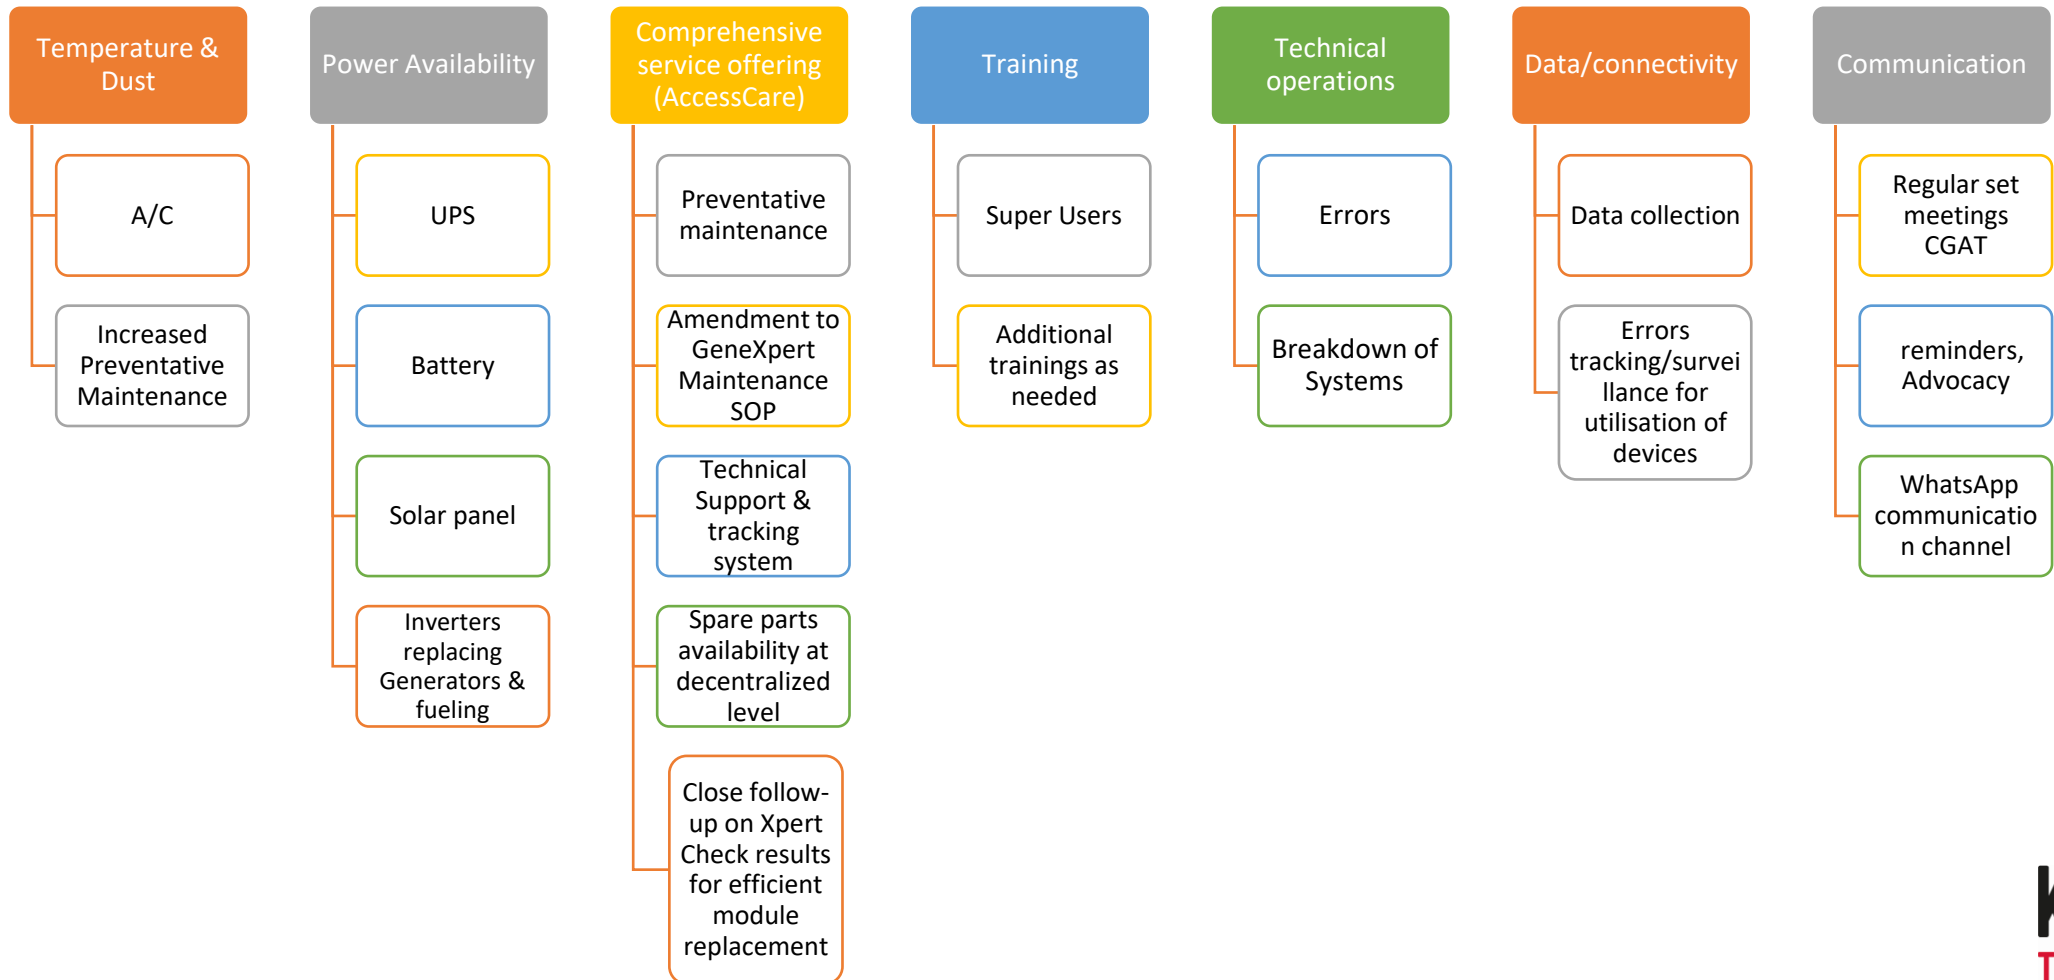 Temperature &
Dust
A/C
Increased
Preventative
Maintenance
Power Availability
UPS
Battery
Solar panel
Inverters
replacing
Generators &
fueling
Comprehensive
service offering
(AccessCare)
Preventative
maintenance
Amendment to
GeneXpert
Maintenance
SOP
Technical
Support &
tracking
system
Spare parts
availability at
decentralized
level
Close follow-
up on Xpert
Check results
for efficient
module
replacement
Training
Super Users
Additional
trainings as
needed
Technical
operations
Errors
Breakdown of
Systems
Data/connectivity
Data collection
Errors
tracking/survei
llance for
utilisation of
devices
Communication
Regular set
meetings
CGAT
reminders,
Advocacy
WhatsApp
communicatio
n channel